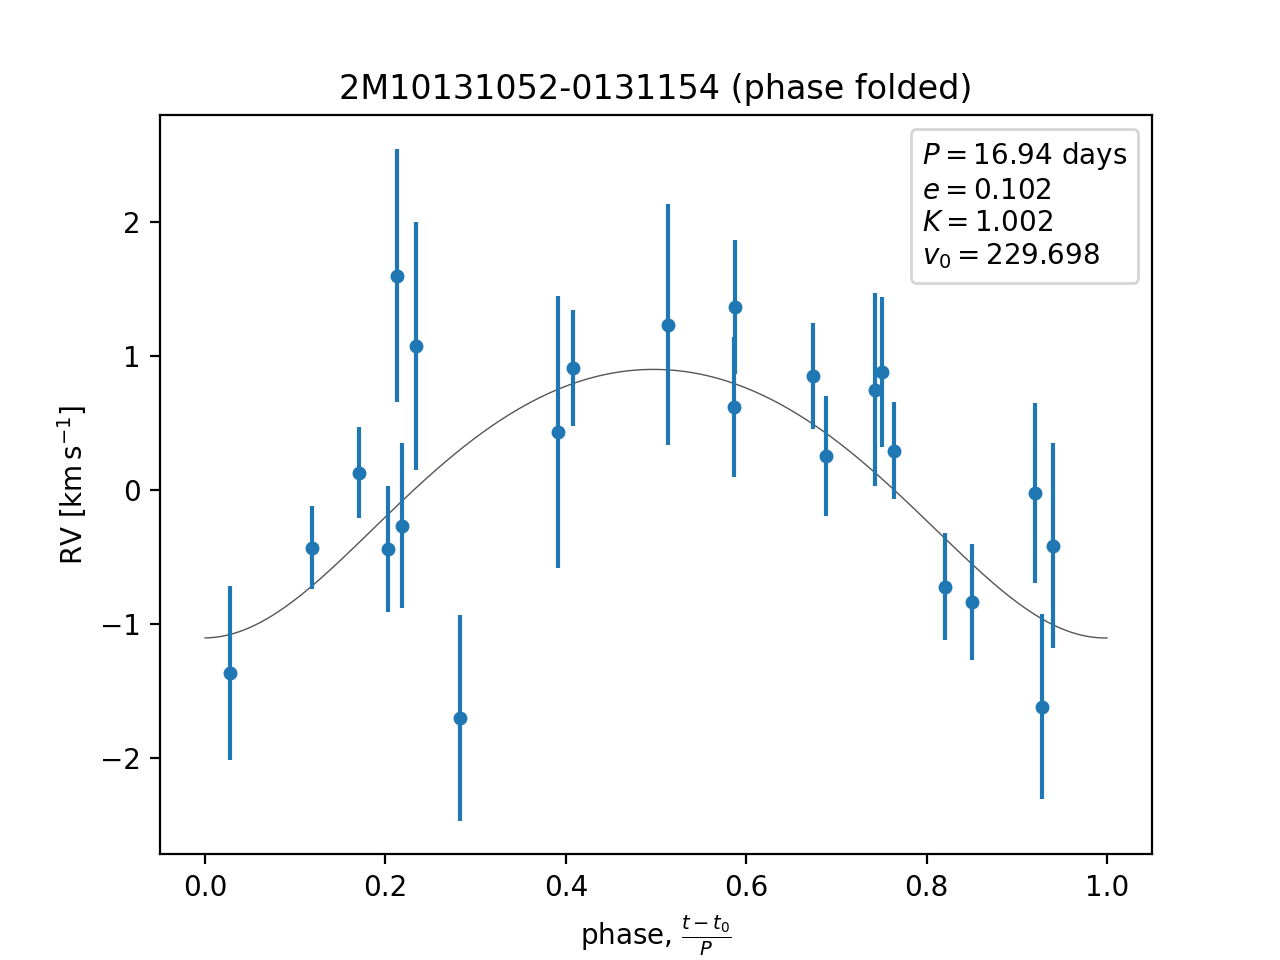 2M10131052-0131154 (phase folded)
P = 16.94 days
e = 0.102
K = 1.002
v₀ = 229.698
RV [km s⁻¹]
2
1
0
−1
−2
0.0 0.2 0.4 0.6 0.8 1.0
phase, (t − t₀)/P